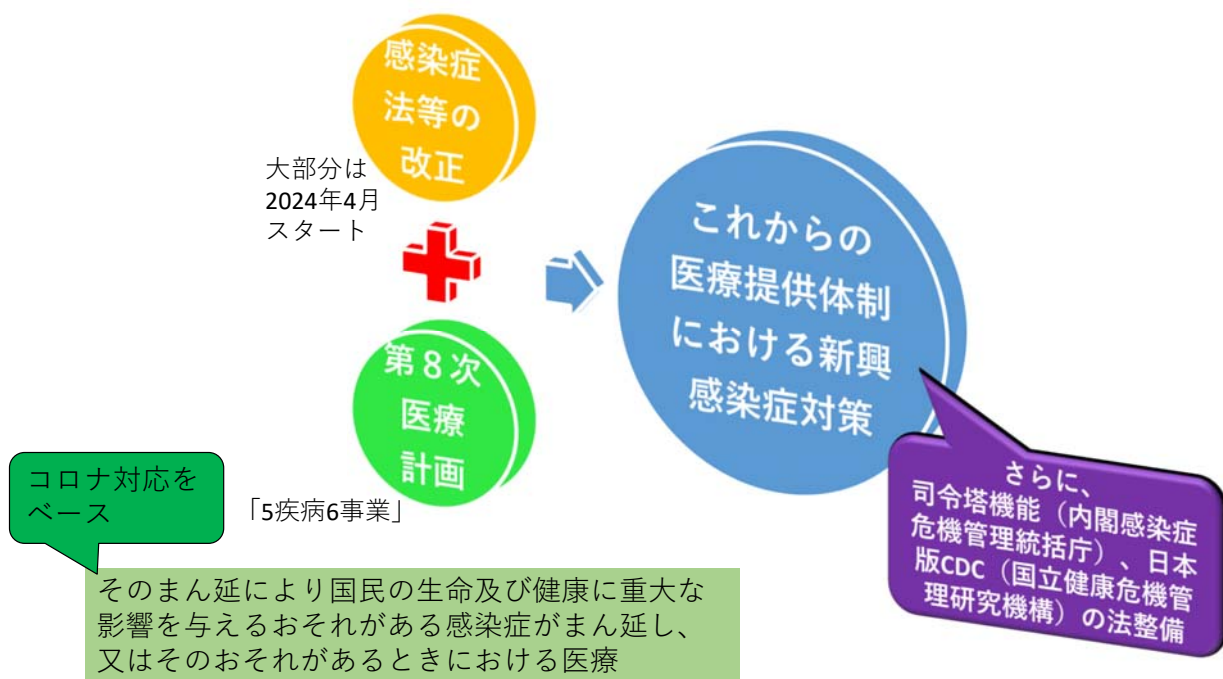 感染症
法等の
改正
大部分は
2024年4月
スタート
これからの
医療提供体制
における新興
感染症対策
第８次
医療
計画
「5疾病6事業」
さらに、
司令塔機能（内閣感染症
危機管理統括庁）、日本
版CDC（国立健康危機管
理研究機構）の法整備
コロナ対応を
ベース
そのまん延により国民の生命及び健康に重大な
影響を与えるおそれがある感染症がまん延し、
又はそのおそれがあるときにおける医療